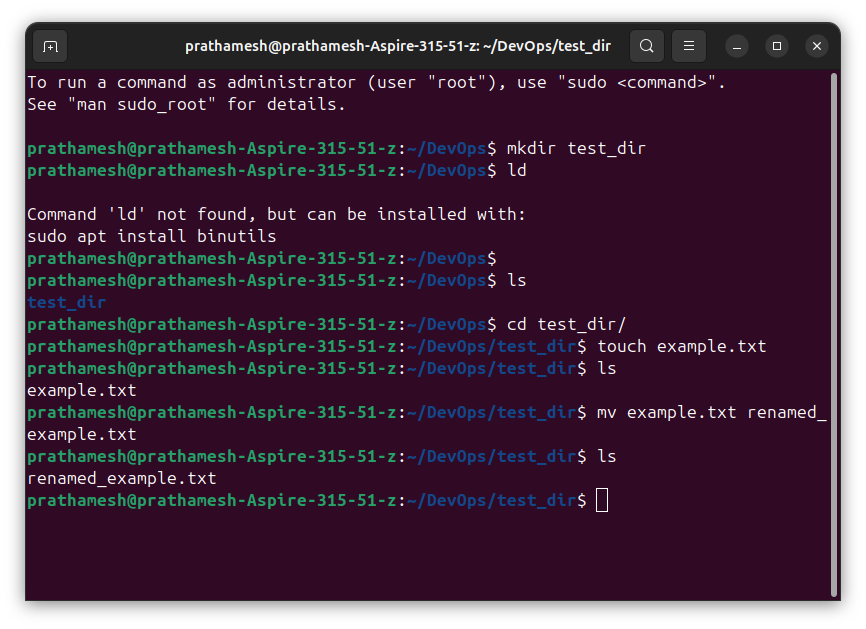 prathamesh@prathamesh-Aspire-315-51-z: ~/DevOps/test_dir
To run a command as administrator (user "root"), use "sudo <command>".
See "man sudo_root" for details.
prathamesh@prathamesh-Aspire-315-51-z:~/DevOps$ mkdir test_dir
prathamesh@prathamesh-Aspire-315-51-z:~/DevOps$ ld
Command 'ld' not found, but can be installed with:
sudo apt install binutils
prathamesh@prathamesh-Aspire-315-51-z:~/DevOps$
prathamesh@prathamesh-Aspire-315-51-z:~/DevOps$ ls
test_dir
prathamesh@prathamesh-Aspire-315-51-z:~/DevOps$ cd test_dir/
prathamesh@prathamesh-Aspire-315-51-z:~/DevOps/test_dir$ touch example.txt
prathamesh@prathamesh-Aspire-315-51-z:~/DevOps/test_dir$ ls
example.txt
prathamesh@prathamesh-Aspire-315-51-z:~/DevOps/test_dir$ mv example.txt renamed_
example.txt
prathamesh@prathamesh-Aspire-315-51-z:~/DevOps/test_dir$ ls
renamed_example.txt
prathamesh@prathamesh-Aspire-315-51-z:~/DevOps/test_dir$